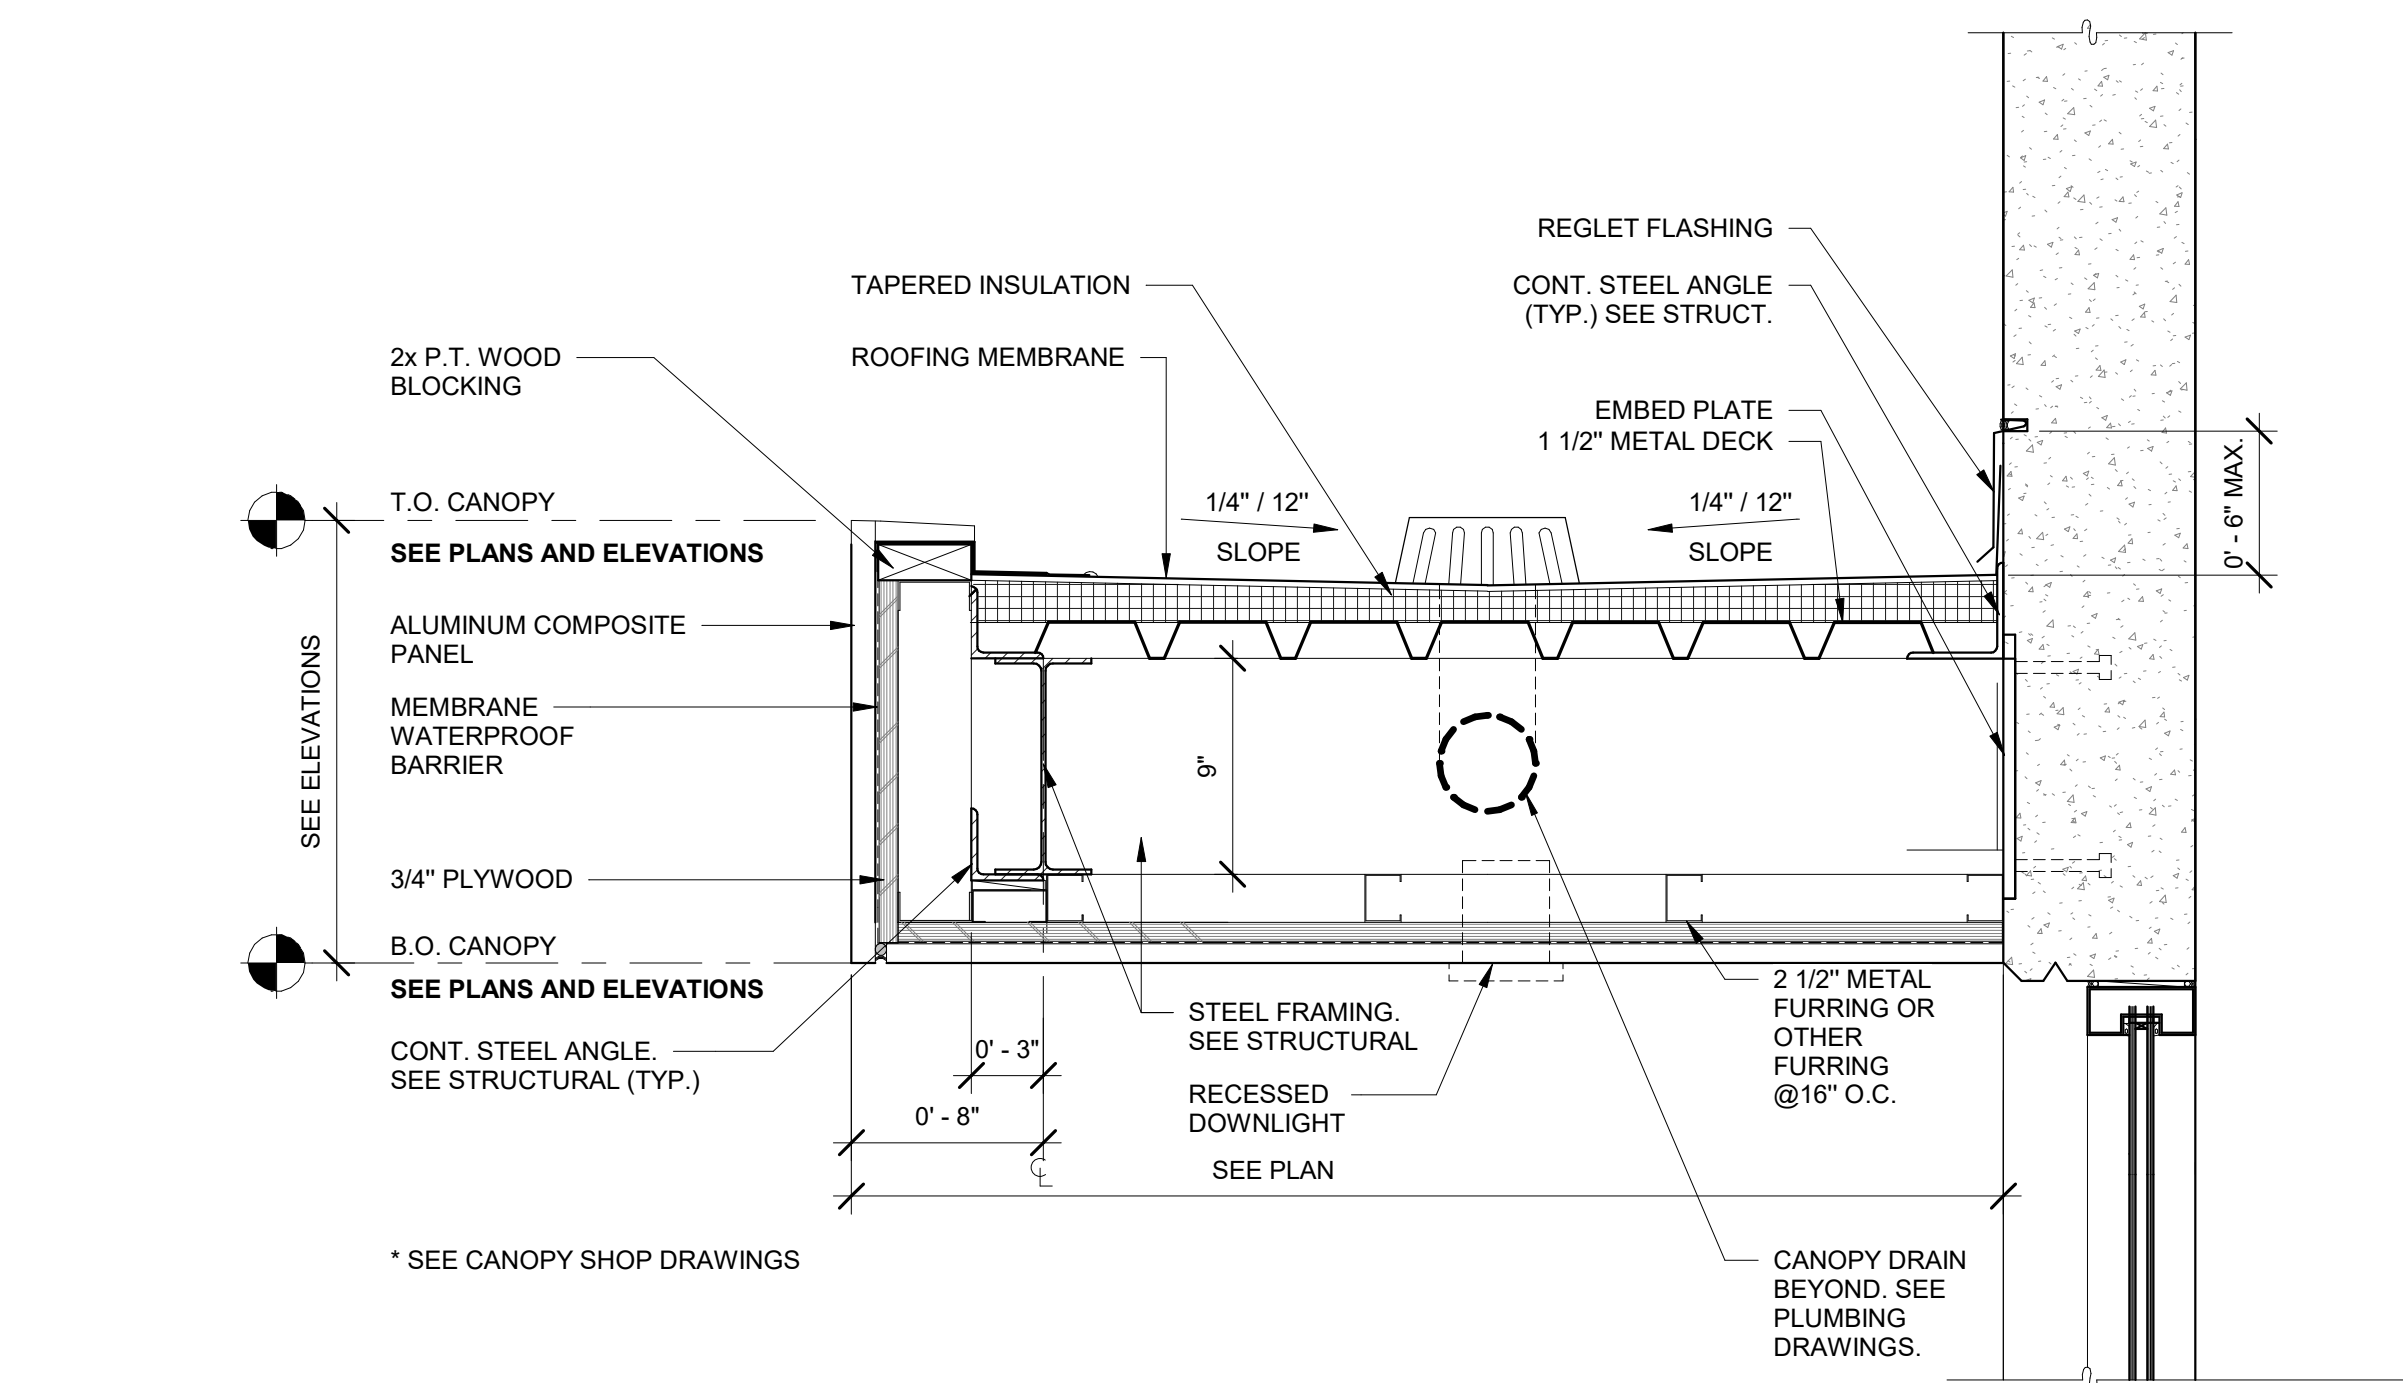 REGLET FLASHING
TAPERED INSULATION
CONT. STEEL ANGLE
(TYP.) SEE STRUCT.
2x P.T. WOOD
BLOCKING
ROOFING MEMBRANE
EMBED PLATE
1 1/2" METAL DECK
0' - 6" MAX.
T.O. CANOPY
SEE PLANS AND ELEVATIONS
1/4" / 12"
SLOPE
1/4" / 12"
SLOPE
SEE ELEVATIONS
ALUMINUM COMPOSITE
PANEL
MEMBRANE
WATERPROOF
BARRIER
9"
3/4" PLYWOOD
B.O. CANOPY
SEE PLANS AND ELEVATIONS
CONT. STEEL ANGLE.
SEE STRUCTURAL (TYP.)
0' - 3"
0' - 8"
CL
STEEL FRAMING.
SEE STRUCTURAL
RECESSED
DOWNLIGHT
SEE PLAN
2 1/2" METAL
FURRING OR
OTHER
FURRING
@16" O.C.
* SEE CANOPY SHOP DRAWINGS
CANOPY DRAIN
BEYOND. SEE
PLUMBING
DRAWINGS.